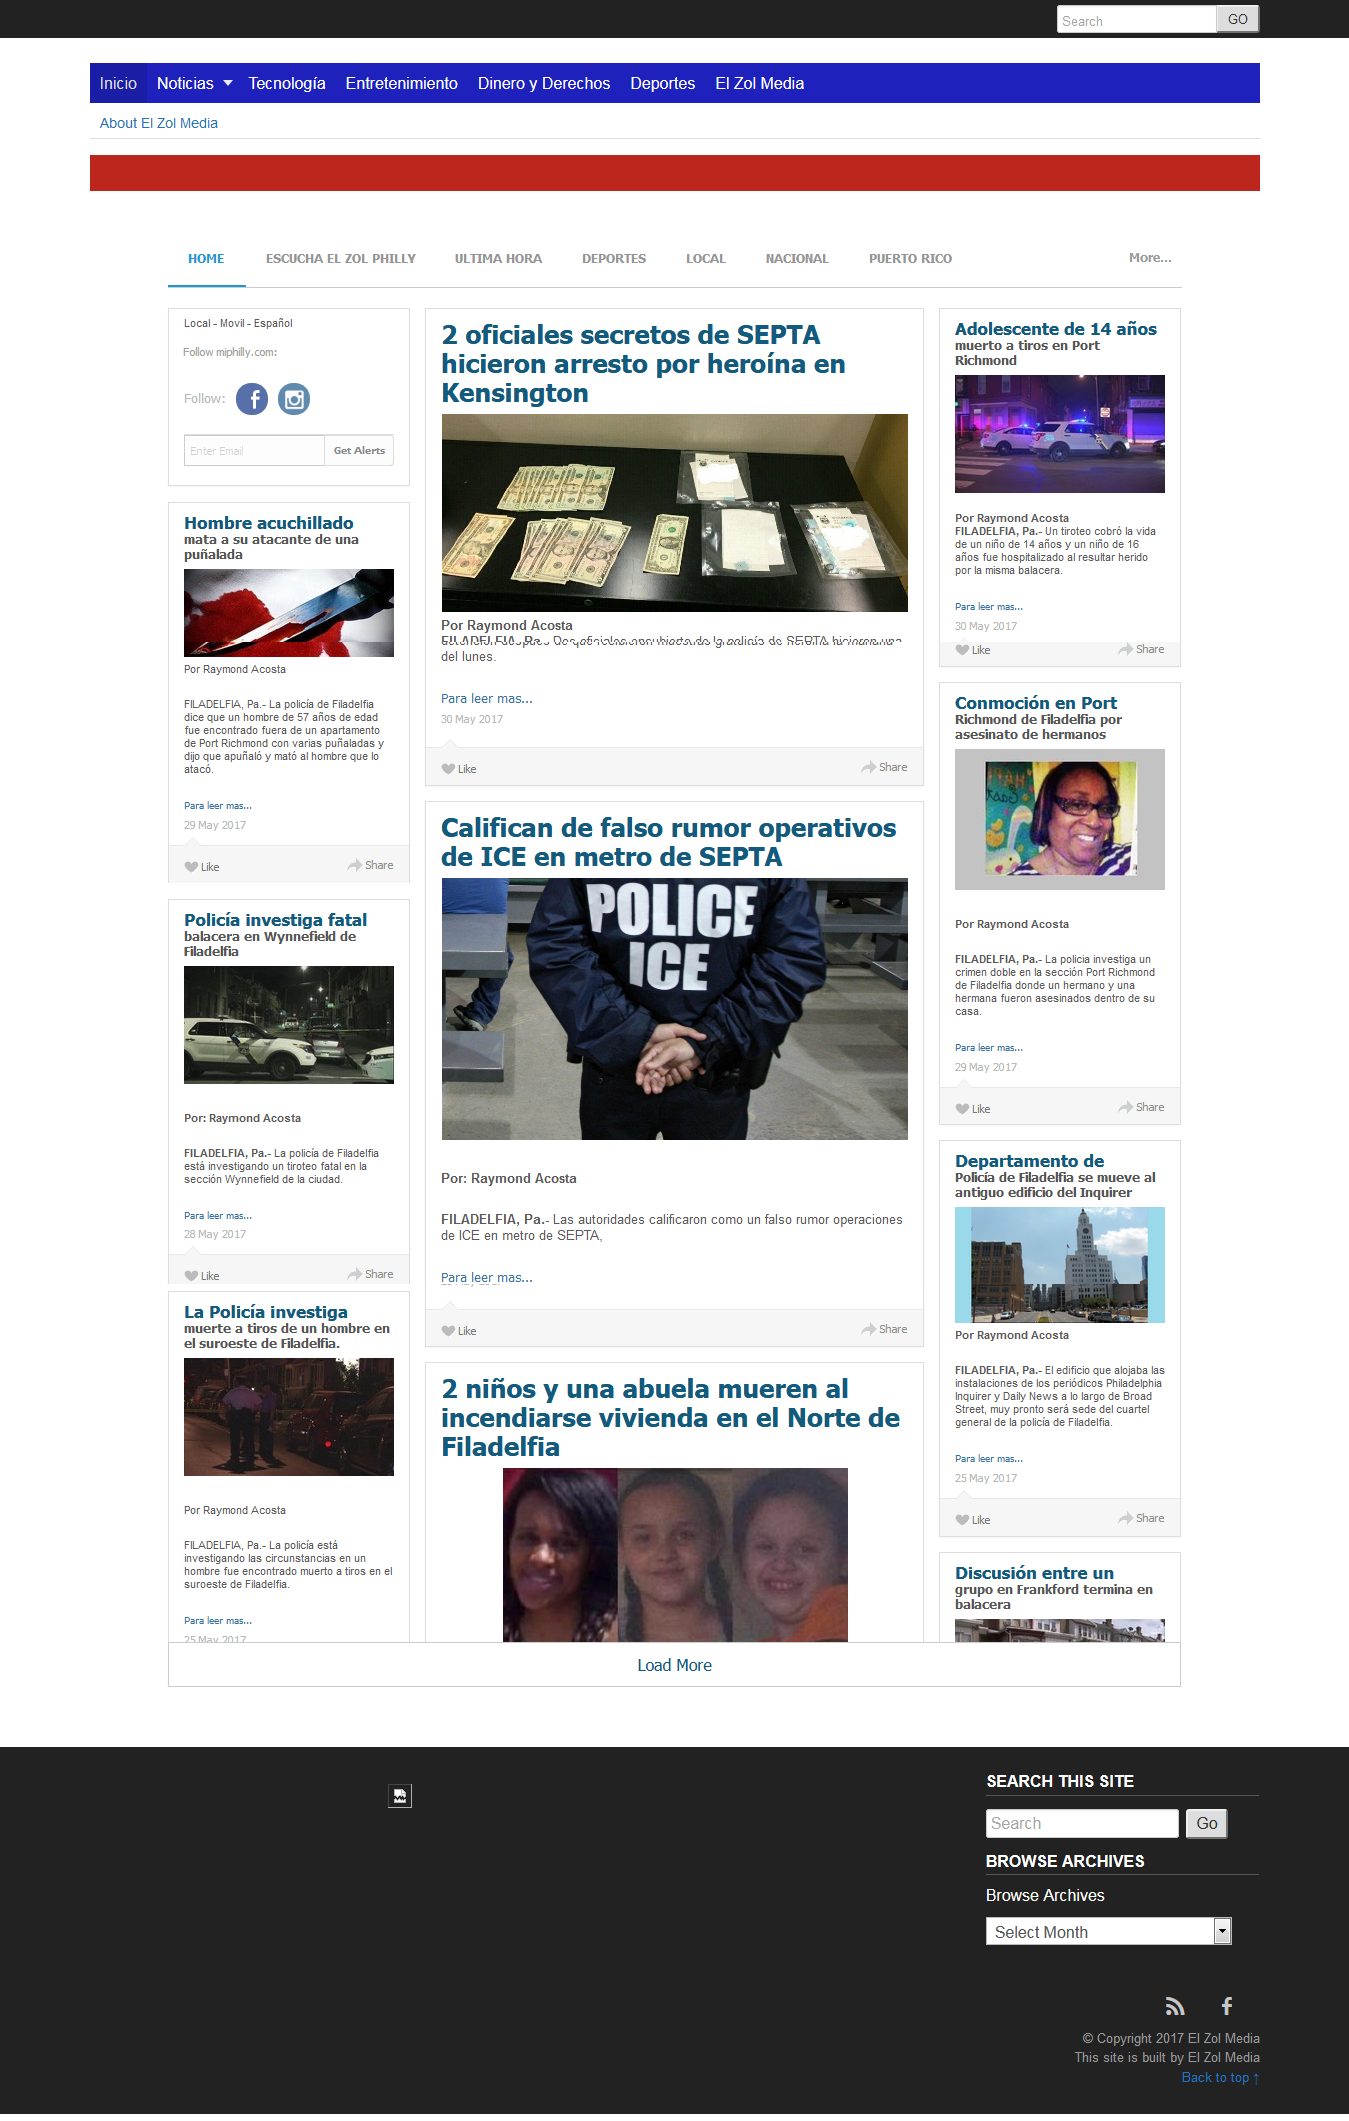 Search
GO
Inicio
Noticias
Tecnología
Entretenimiento
Dinero y Derechos
Deportes
El Zol Media
About El Zol Media
HOME
ESCUCHA EL ZOL PHILLY
ULTIMA HORA
DEPORTES
LOCAL
NACIONAL
PUERTO RICO
More...
Local - Movil - Español
Follow miphilly.com:
Follow:
Enter Email
Get Alerts
Hombre acuchillado
mata a su atacante de una
puñalada
Por Raymond Acosta
FILADELFIA, Pa.- La policía de Filadelfia
dice que un hombre de 57 años de edad
fue encontrado fuera de un apartamento
de Port Richmond con varias puñaladas y
dijo que apuñaló y mató al hombre que lo
atacó.
Para leer mas...
29 May 2017
Like
Share
Policía investiga fatal
balacera en Wynnefield de
Filadelfia
Por: Raymond Acosta
FILADELFIA, Pa.- La policía de Filadelfia
está investigando un tiroteo fatal en la
sección Wynnefield de la ciudad.
Para leer mas...
28 May 2017
Like
Share
La Policía investiga
muerte a tiros de un hombre en
el suroeste de Filadelfia.
Por Raymond Acosta
FILADELFIA, Pa.- La policía está
investigando las circunstancias en un
hombre fue encontrado muerto a tiros en el
suroeste de Filadelfia.
Para leer mas...
25 May 2017
2 oficiales secretos de SEPTA
hicieron arresto por heroína en
Kensington
Por Raymond Acosta
FILADELFIA, Pa.- Dos oficiales encubierto de la policía de SEPTA hicieron
del lunes.
Para leer mas...
30 May 2017
Like
Share
Califican de falso rumor operativos
de ICE en metro de SEPTA
POLICE
ICE
Por: Raymond Acosta
FILADELFIA, Pa.- Las autoridades calificaron como un falso rumor operaciones
de ICE en metro de SEPTA,
Para leer mas...
Like
Share
2 niños y una abuela mueren al
incendiarse vivienda en el Norte de
Filadelfia
Adolescente de 14 años
muerto a tiros en Port
Richmond
Por Raymond Acosta
FILADELFIA, Pa.- Un tiroteo cobró la vida
de un niño de 14 años y un niño de 16
años fue hospitalizado al resultar herido
por la misma balacera.
Para leer mas...
30 May 2017
Like
Share
Conmoción en Port
Richmond de Filadelfia por
asesinato de hermanos
Por Raymond Acosta
FILADELFIA, Pa.- La policia investiga un
crimen doble en la sección Port Richmond
de Filadelfia donde un hermano y una
hermana fueron asesinados dentro de su
casa.
Para leer mas...
29 May 2017
Like
Share
Departamento de
Policía de Filadelfia se mueve al
antiguo edificio del Inquirer
Por Raymond Acosta
FILADELFIA, Pa.- El edificio que alojaba las
instalaciones de los periódicos Philadelphia
Inquirer y Daily News a lo largo de Broad
Street, muy pronto será sede del cuartel
general de la policía de Filadelfia.
Para leer mas...
25 May 2017
Like
Share
Discusión entre un
grupo en Frankford termina en
balacera
Load More
SEARCH THIS SITE
Search
Go
BROWSE ARCHIVES
Browse Archives
Select Month
© Copyright 2017 El Zol Media
This site is built by El Zol Media
Back to top ↑